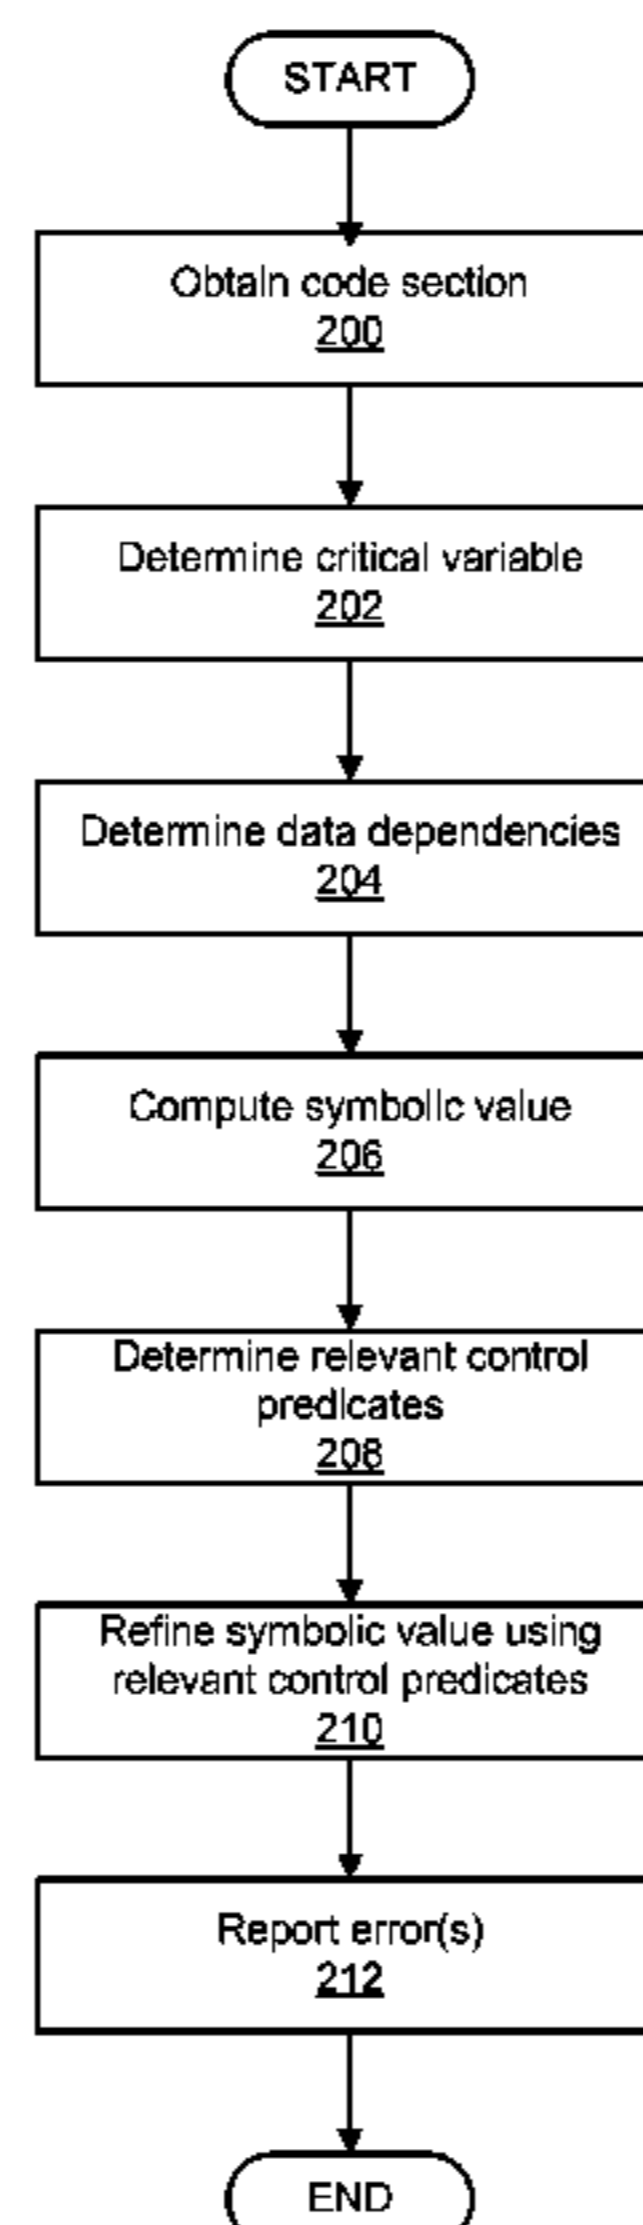 START
Obtain code section
200
Determine critical variable
202
Determine data dependencies
204
Compute symbolic value
206
Determine relevant control
predicates
208
Refine symbolic value using
relevant control predicates
210
Report error(s)
212
END